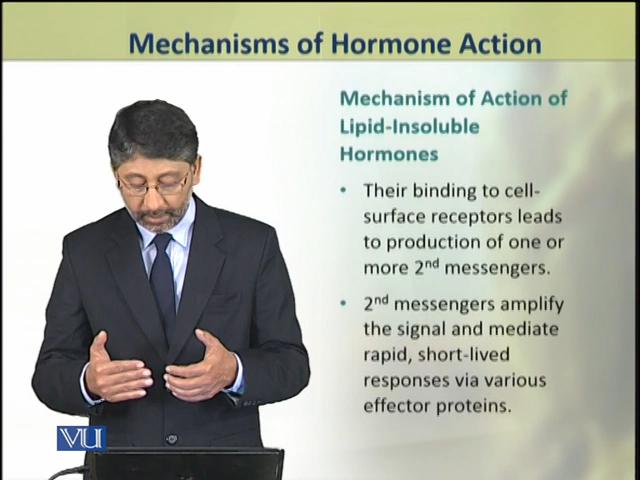 Mechanisms of Hormone Action
Mechanism of Action of
Lipid-Insoluble
Hormones
• Their binding to cell-
surface receptors leads
to production of one or
more 2nd messengers.
• 2nd messengers amplify
the signal and mediate
rapid, short-lived
responses via various
effector proteins.
VU